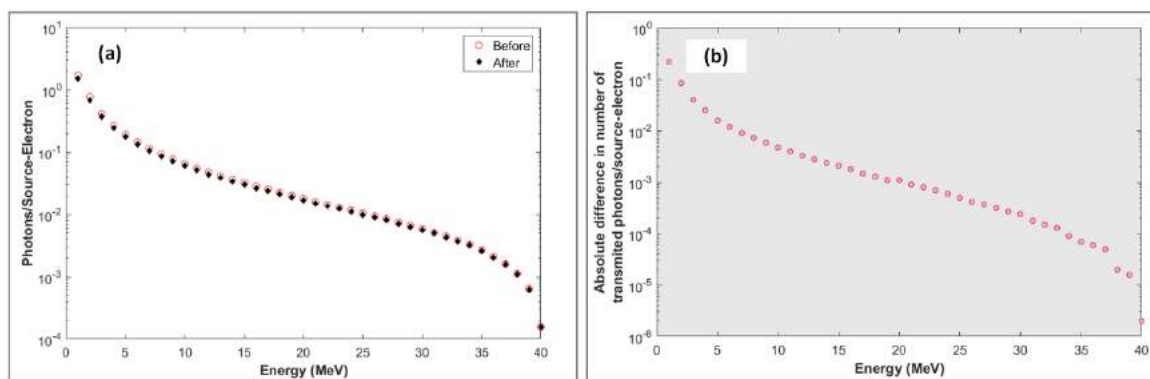 (a)
Before
After
10^1
10^0
10^-1
10^-2
10^-3
10^-4
Photons/Source-Electron
0 5 10 15 20 25 30 35 40
Energy (MeV)
(b)
10^0
10^-1
10^-2
10^-3
10^-4
10^-5
10^-6
Absolute difference in number of
transmited photons/source-electron
0 5 10 15 20 25 30 35 40
Energy (MeV)